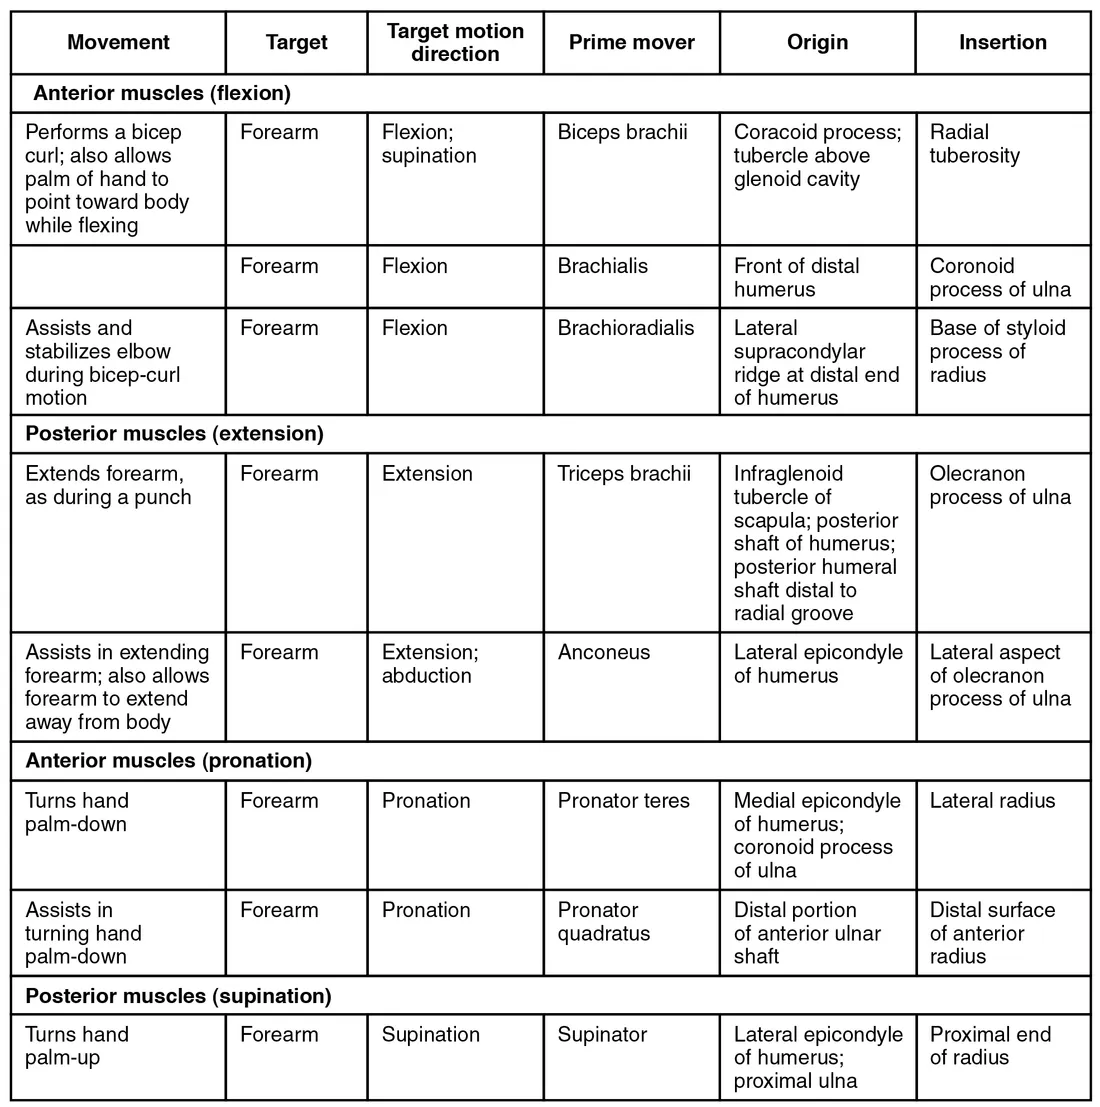 Movement
Target
Target motion
direction
Prime mover
Origin
Insertion
Anterior muscles (flexion)
Performs a bicep
curl; also allows
palm of hand to
point toward body
while flexing
Forearm
Flexion;
supination
Biceps brachii
Coracoid process;
tubercle above
glenoid cavity
Radial
tuberosity
Forearm
Flexion
Brachialis
Front of distal
humerus
Coronoid
process of ulna
Assists and
stabilizes elbow
during bicep-curl
motion
Forearm
Flexion
Brachioradialis
Lateral
supracondylar
ridge at distal end
of humerus
Base of styloid
process of
radius
Posterior muscles (extension)
Extends forearm,
as during a punch
Forearm
Extension
Triceps brachii
Infraglenoid
tubercle of
scapula; posterior
shaft of humerus;
posterior humeral
shaft distal to
radial groove
Olecranon
process of ulna
Assists in extending
forearm; also allows
forearm to extend
away from body
Forearm
Extension;
abduction
Anconeus
Lateral epicondyle
of humerus
Lateral aspect
of olecranon
process of ulna
Anterior muscles (pronation)
Turns hand
palm-down
Forearm
Pronation
Pronator teres
Medial epicondyle
of humerus;
coronoid process
of ulna
Lateral radius
Assists in
turning hand
palm-down
Forearm
Pronation
Pronator
quadratus
Distal portion
of anterior ulnar
shaft
Distal surface
of anterior
radius
Posterior muscles (supination)
Turns hand
palm-up
Forearm
Supination
Supinator
Lateral epicondyle
of humerus;
proximal ulna
Proximal end
of radius